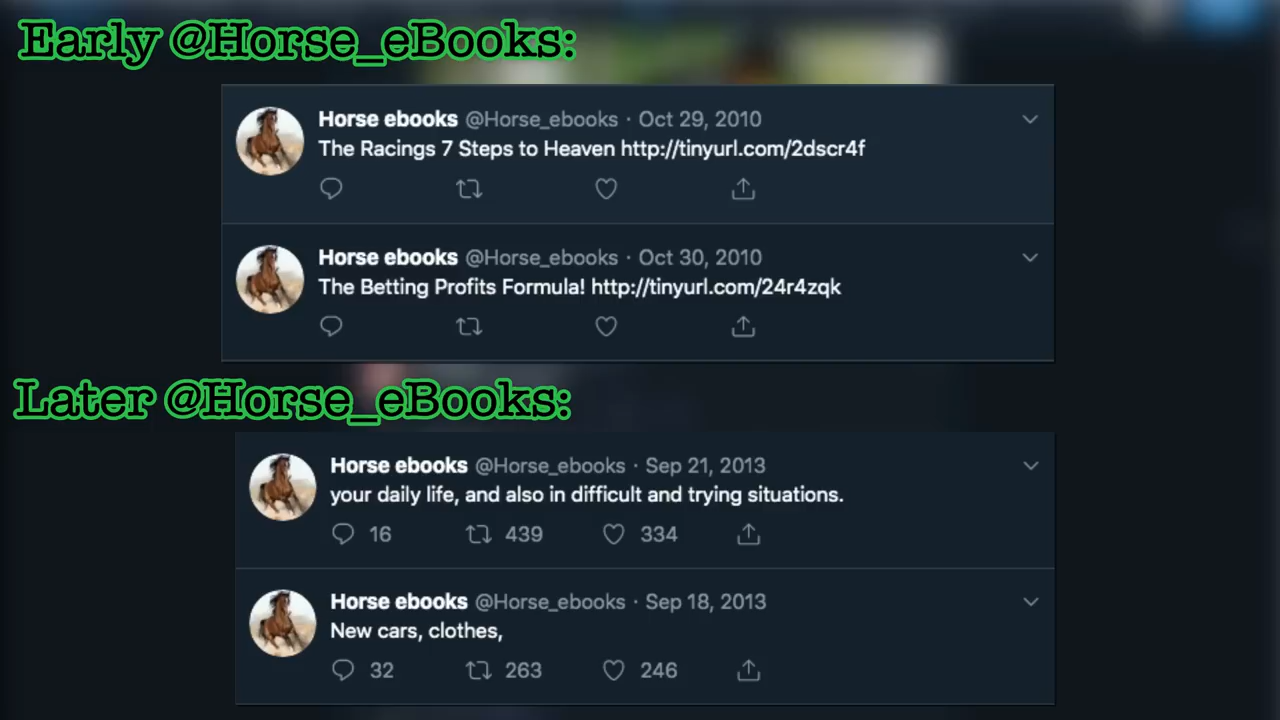 Early @Horse_eBooks:
Horse ebooks @Horse_ebooks · Oct 29, 2010
The Racings 7 Steps to Heaven http://tinyurl.com/2dscr4f
Horse ebooks @Horse_ebooks · Oct 30, 2010
The Betting Profits Formula! http://tinyurl.com/24r4zqk
Later @Horse_eBooks:
Horse ebooks @Horse_ebooks · Sep 21, 2013
your daily life, and also in difficult and trying situations.
16 439 334
Horse ebooks @Horse_ebooks · Sep 18, 2013
New cars, clothes,
32 263 246